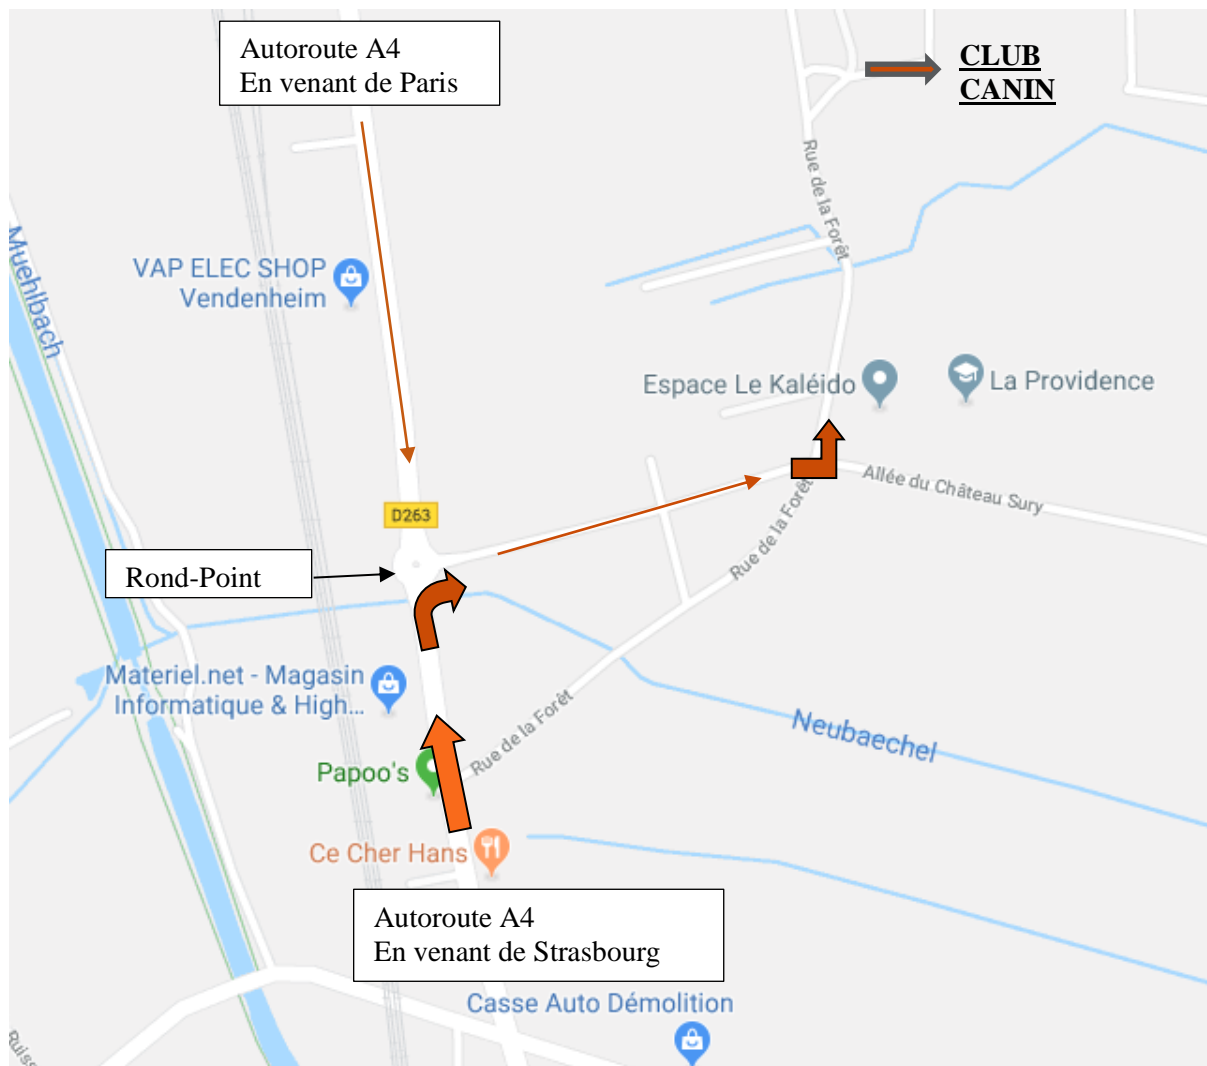 Autoroute A4
En venant de Paris
CLUB
CANIN
Rue de la Forêt
Muehlbach
VAP ELEC SHOP
Vendenheim
Espace Le Kaléido
La Providence
Allée du Château Sury
D263
Rue de la Forêt
Rond-Point
Materiel.net - Magasin
Informatique & High...
Rue de la Forêt
Neubaechel
Papoo's
Ce Cher Hans
Autoroute A4
En venant de Strasbourg
Casse Auto Démolition
Ruiss